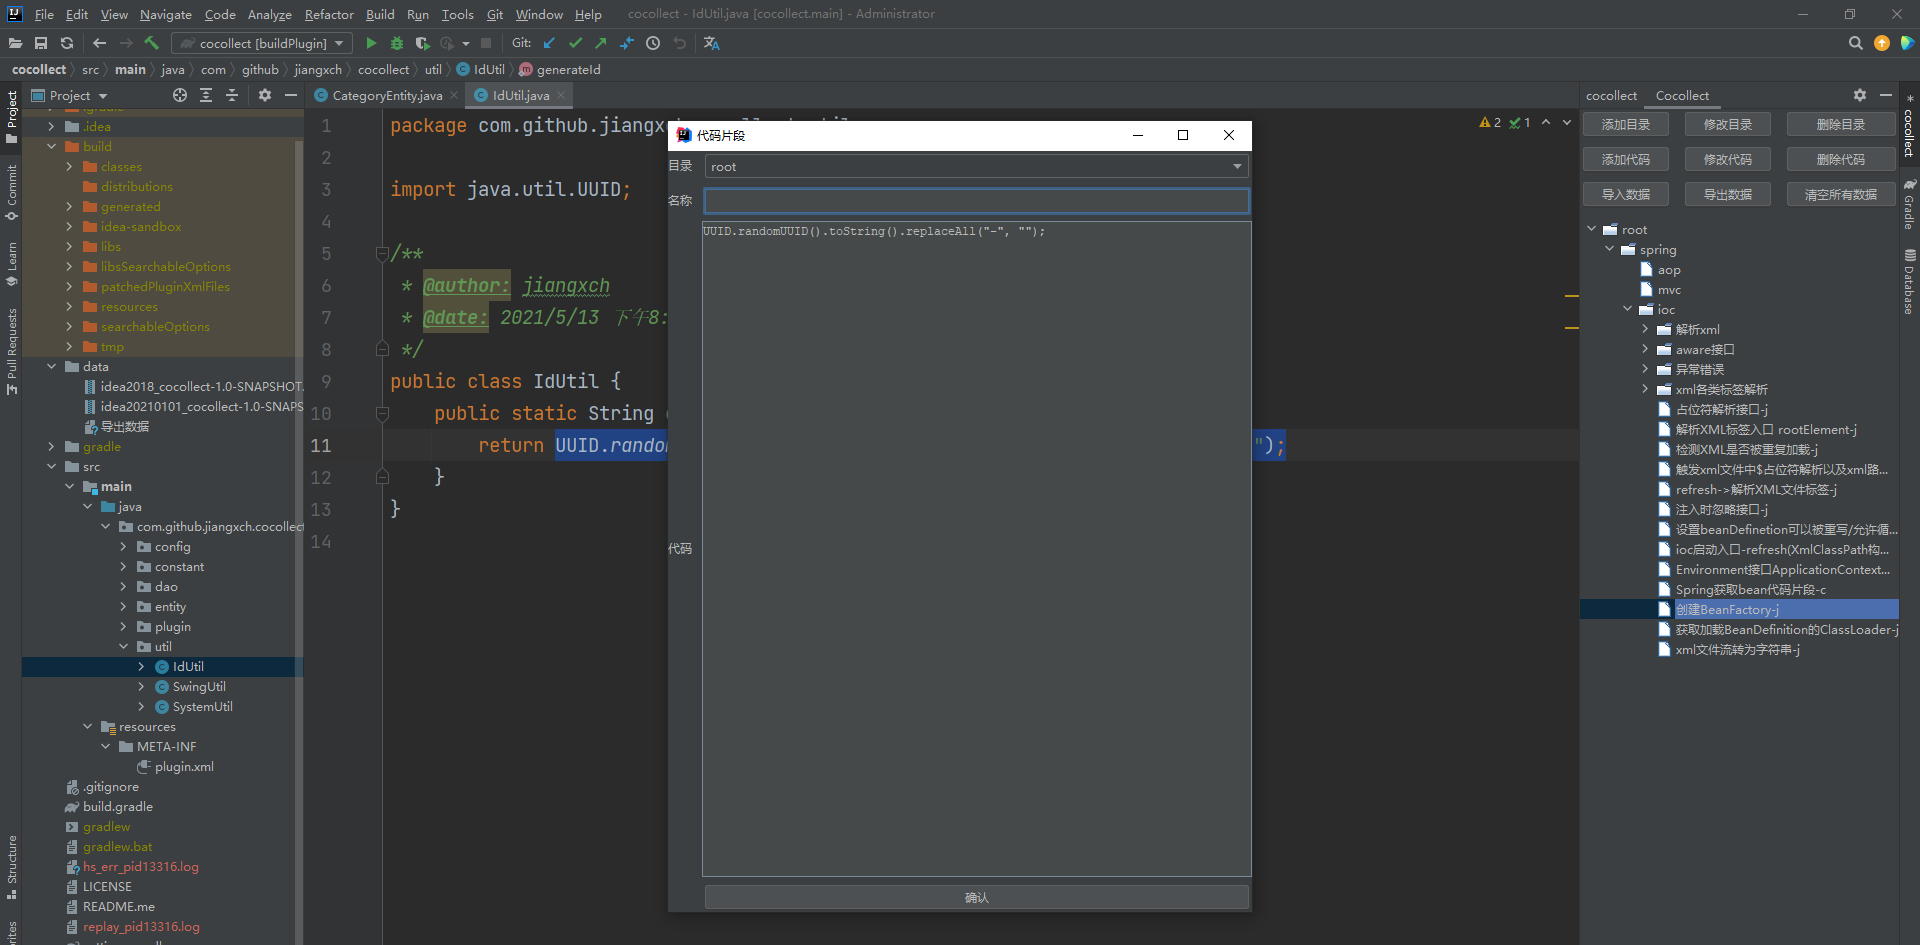 File Edit View Navigate Code Analyze Refactor Build Run Tools Git Window Help cocollect - IdUtil.java [cocollect.main] - Administrator
cocollect [buildPlugin] Git:
cocollect src main java com github jiangxch cocollect util IdUtil generateId
Project
.idea
build
classes
distributions
generated
idea-sandbox
libs
libsSearchableOptions
patchedPluginXmlFiles
resources
searchableOptions
tmp
data
idea2018_cocollect-1.0-SNAPSHOT.
idea20210101_cocollect-1.0-SNAPS
导出数据
gradle
src
main
java
com.github.jiangxch.cocollect
config
constant
dao
entity
plugin
util
IdUtil
SwingUtil
SystemUtil
resources
META-INF
plugin.xml
.gitignore
build.gradle
gradlew
gradlew.bat
hs_err_pid13316.log
LICENSE
README.me
replay_pid13316.log
Project
Commit
Learn
Pull Requests
Structure
CategoryEntity.java IdUtil.java
1 package com.github.jiangxc
2
3 import java.util.UUID;
4
5 /**
6 * @author: jiangxch
7 * @date: 2021/5/13 下午8:
8 */
9 public class IdUtil {
10 public static String
11 return UUID.random ");
12 }
13 }
14
2 1
代码片段
目录 root
名称
UUID.randomUUID().toString().replaceAll("-", "");
代码
确认
cocollect Cocollect
添加目录 修改目录 删除目录
添加代码 修改代码 删除代码
导入数据 导出数据 清空所有数据
root
spring
aop
mvc
ioc
解析xml
aware接口
异常错误
xml各类标签解析
占位符解析接口-j
解析XML标签入口 rootElement-j
检测XML是否被重复加载-j
触发xml文件中$占位符解析以及xml路...
refresh->解析XML文件标签-j
注入时忽略接口-j
设置beanDefinetion可以被重写/允许循...
ioc启动入口-refresh(XmlClassPath构...
Environment接口ApplicationContext...
Spring获取bean代码片段-c
创建BeanFactory-j
获取加载BeanDefinition的ClassLoader-j
xml文件流转为字符串-j
cocollect
Gradle
Database